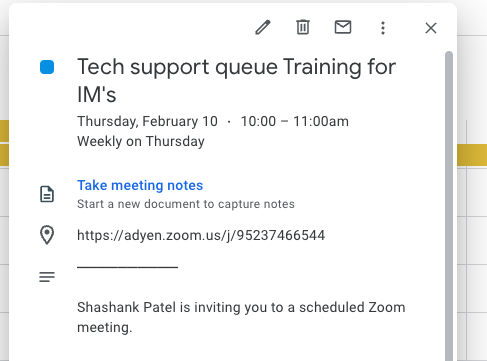 Tech support queue Training for
IM's
Thursday, February 10 · 10:00 – 11:00am
Weekly on Thursday
Take meeting notes
Start a new document to capture notes
https://adyen.zoom.us/j/95237466544
──────────
Shashank Patel is inviting you to a scheduled Zoom
meeting.